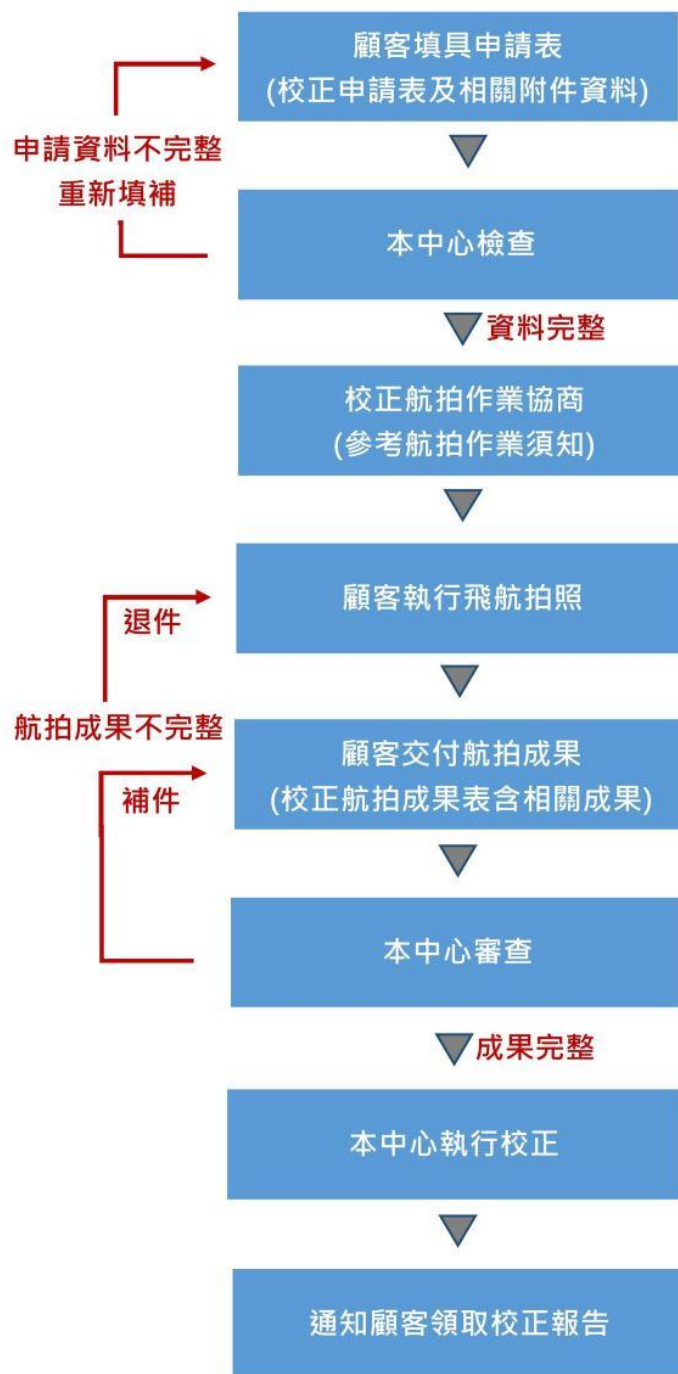 顧客填具申請表
(校正申請表及相關附件資料)
申請資料不完整
重新填補
本中心檢查
資料完整
校正航拍作業協商
(參考航拍作業須知)
顧客執行飛航拍照
退件
航拍成果不完整
顧客交付航拍成果
(校正航拍成果表含相關成果)
補件
本中心審查
成果完整
本中心執行校正
通知顧客領取校正報告